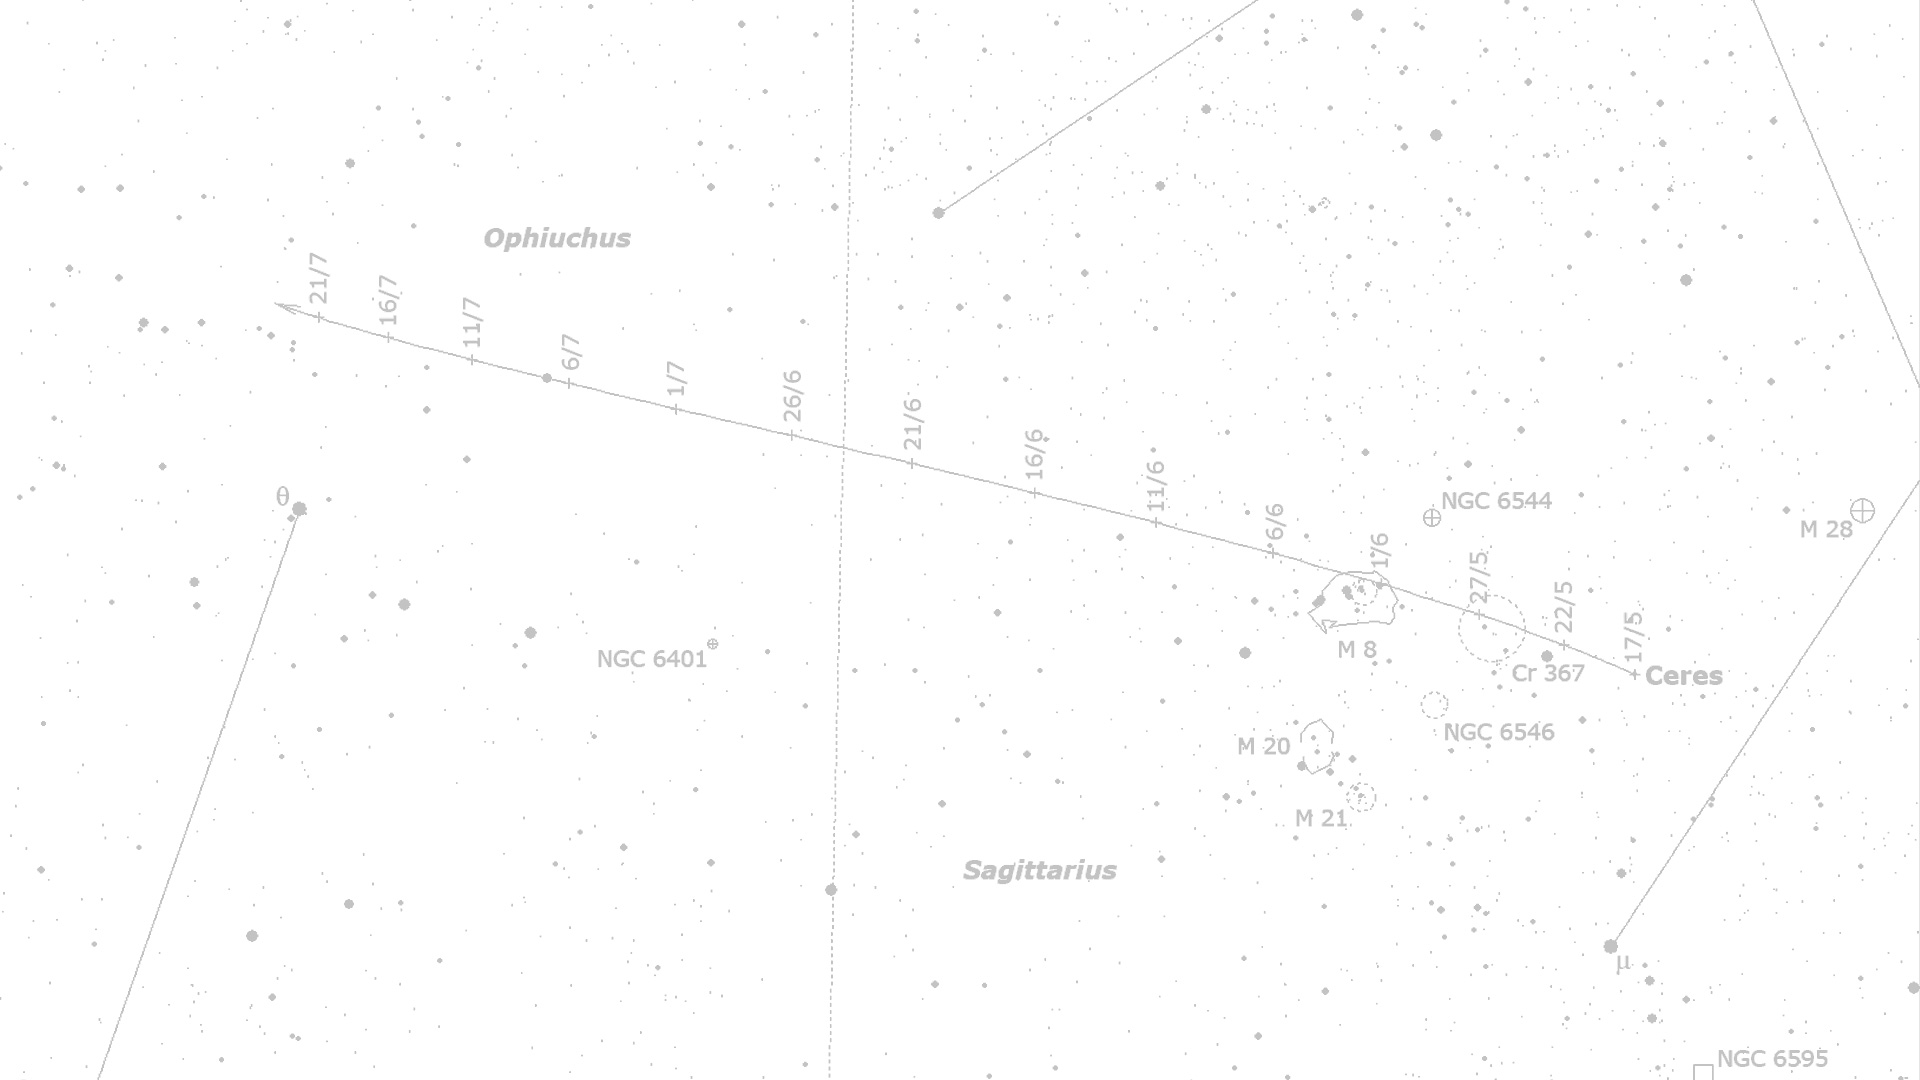 Ophiuchus
21/7
16/7
11/7
6/7
1/7
26/6
21/6
16/6
11/6
6/6
1/6
27/5
22/5
17/5
Ceres
θ
NGC 6544
M 28
M 8
Cr 367
NGC 6401
NGC 6546
M 20
M 21
Sagittarius
μ
NGC 6595